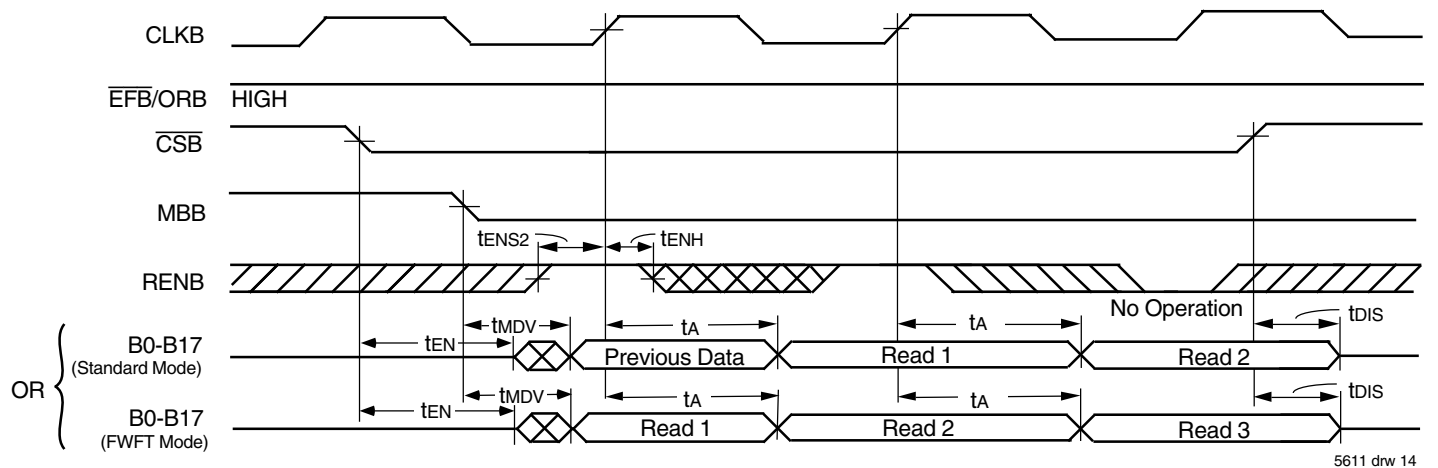 CLKB
EFB/ORB HIGH
CSB
MBB
tENS2 tENH
RENB
No Operation
tMDV tA tA tDIS
tEN
B0-B17
(Standard Mode)
Previous Data Read 1 Read 2
OR
tMDV tA tA tDIS
tEN
B0-B17
(FWFT Mode)
Read 1 Read 2 Read 3
5611 drw 14